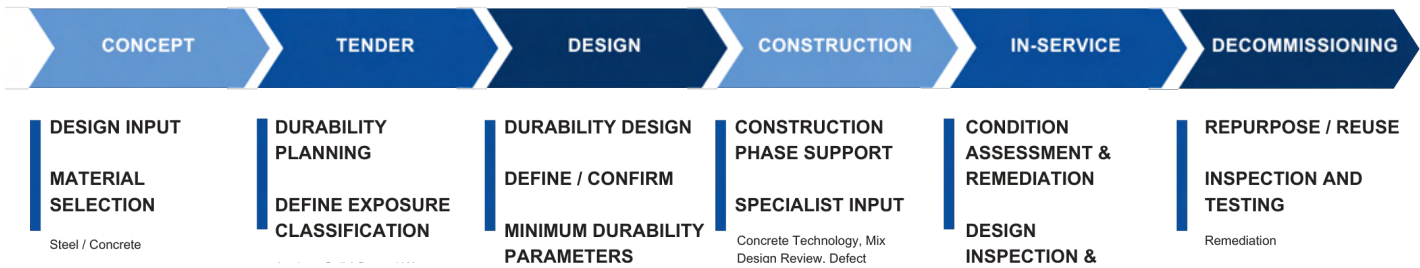 CONCEPT
TENDER
DESIGN
CONSTRUCTION
IN-SERVICE
DECOMMISSIONING
DESIGN INPUT
MATERIAL
SELECTION
Steel / Concrete
DURABILITY
PLANNING
DEFINE EXPOSURE
CLASSIFICATION
DURABILITY DESIGN
DEFINE / CONFIRM
MINIMUM DURABILITY
PARAMETERS
CONSTRUCTION
PHASE SUPPORT
SPECIALIST INPUT
Concrete Technology, Mix
Design Review, Defect
CONDITION
ASSESSMENT &
REMEDIATION
DESIGN
INSPECTION &
REPURPOSE / REUSE
INSPECTION AND
TESTING
Remediation